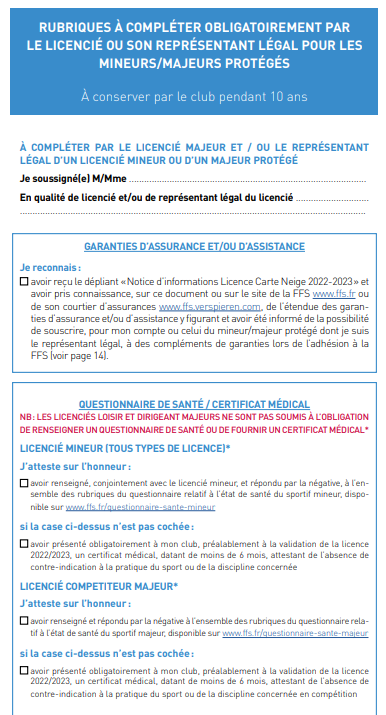 RUBRIQUES À COMPLÉTER OBLIGATOIREMENT PAR
LE LICENCIÉ OU SON REPRÉSENTANT LÉGAL POUR LES
MINEURS/MAJEURS PROTÉGÉS
À conserver par le club pendant 10 ans
À COMPLÉTER PAR LE LICENCIÉ MAJEUR ET / OU LE REPRÉSENTANT
LÉGAL D'UN LICENCIÉ MINEUR OU D'UN MAJEUR PROTÉGÉ
Je soussigné(e) M/Mme ..........................................................................................
En qualité de licencié et/ou de représentant légal du licencié ............................
..................................................................................................................................
GARANTIES D'ASSURANCE ET/OU D'ASSISTANCE
Je reconnais :
avoir reçu le dépliant « Notice d'informations Licence Carte Neige 2022-2023 » et
avoir pris connaissance, sur ce document ou sur le site de la FFS www.ffs.fr ou
de son courtier d'assurances www.ffs.verspieren.com, de l'étendue des garan-
ties d'assurance et/ou d'assistance y figurant et avoir été informé de la possibilité
de souscrire, pour mon compte ou celui du mineur/majeur protégé dont je suis
le représentant légal, à des compléments de garanties lors de l'adhésion à la
FFS (voir page 14).
QUESTIONNAIRE DE SANTÉ / CERTIFICAT MÉDICAL
NB : LES LICENCIÉS LOISIR ET DIRIGEANT MAJEURS NE SONT PAS SOUMIS À L'OBLIGATION
DE RENSEIGNER UN QUESTIONNAIRE DE SANTÉ OU DE FOURNIR UN CERTIFICAT MÉDICAL*
LICENCIÉ MINEUR (TOUS TYPES DE LICENCE)*
J'atteste sur l'honneur :
avoir renseigné, conjointement avec le licencié mineur, et répondu par la négative, à l'en-
semble des rubriques du questionnaire relatif à l'état de santé du sportif mineur, dispo-
nible sur www.ffs.fr/questionnaire-sante-mineur
si la case ci-dessus n'est pas cochée :
avoir présenté obligatoirement à mon club, préalablement à la validation de la licence
2022/2023, un certificat médical, datant de moins de 6 mois, attestant de l'absence de
contre-indication à la pratique du sport ou de la discipline concernée
LICENCIÉ COMPETITEUR MAJEUR*
J'atteste sur l'honneur :
avoir renseigné et répondu par la négative à l'ensemble des rubriques du questionnaire rela-
tif à l'état de santé du sportif majeur, disponible sur www.ffs.fr/questionnaire-sante-majeur
si la case ci-dessus n'est pas cochée :
avoir présenté obligatoirement à mon club, préalablement à la validation de la licence
2022/2023, un certificat médical, datant de moins de 6 mois, attestant de l'absence de
contre-indication à la pratique du sport ou de la discipline concernée en compétition